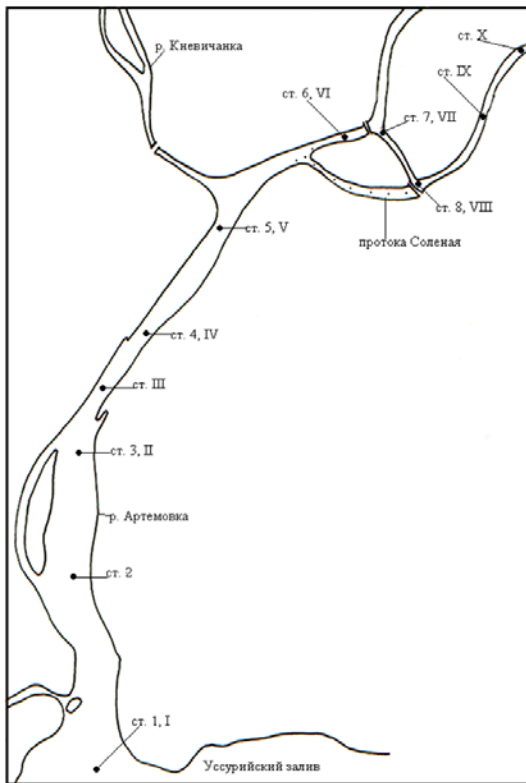 ст. X
р. Кневичанка
ст. IX
ст. 6, VI
ст. 7, VII
ст. 8, VIII
ст. 5, V
протока Соленая
ст. 4, IV
ст. III
ст. 3, II
р. Артемовка
ст. 2
ст. 1, I
Уссурийский залив